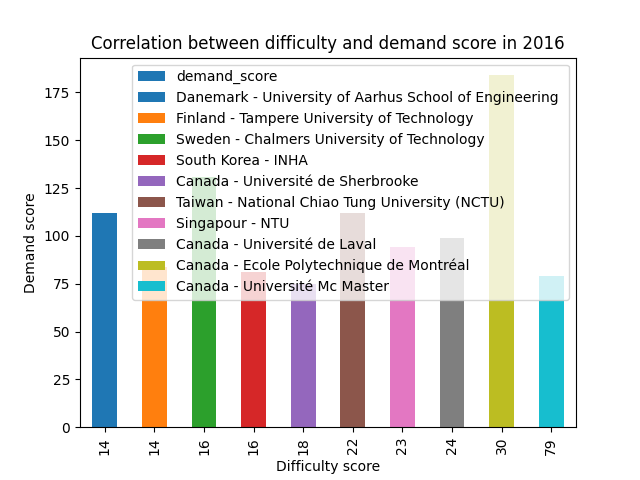 Correlation between difficulty and demand score in 2016
Demand score
175
150
125
100
75
50
25
0
demand_score
Danemark - University of Aarhus School of Engineering
Finland - Tampere University of Technology
Sweden - Chalmers University of Technology
South Korea - INHA
Canada - Université de Sherbrooke
Taiwan - National Chiao Tung University (NCTU)
Singapour - NTU
Canada - Université de Laval
Canada - Ecole Polytechnique de Montréal
Canada - Université Mc Master
14 14 16 16 18 22 23 24 30 79
Difficulty score